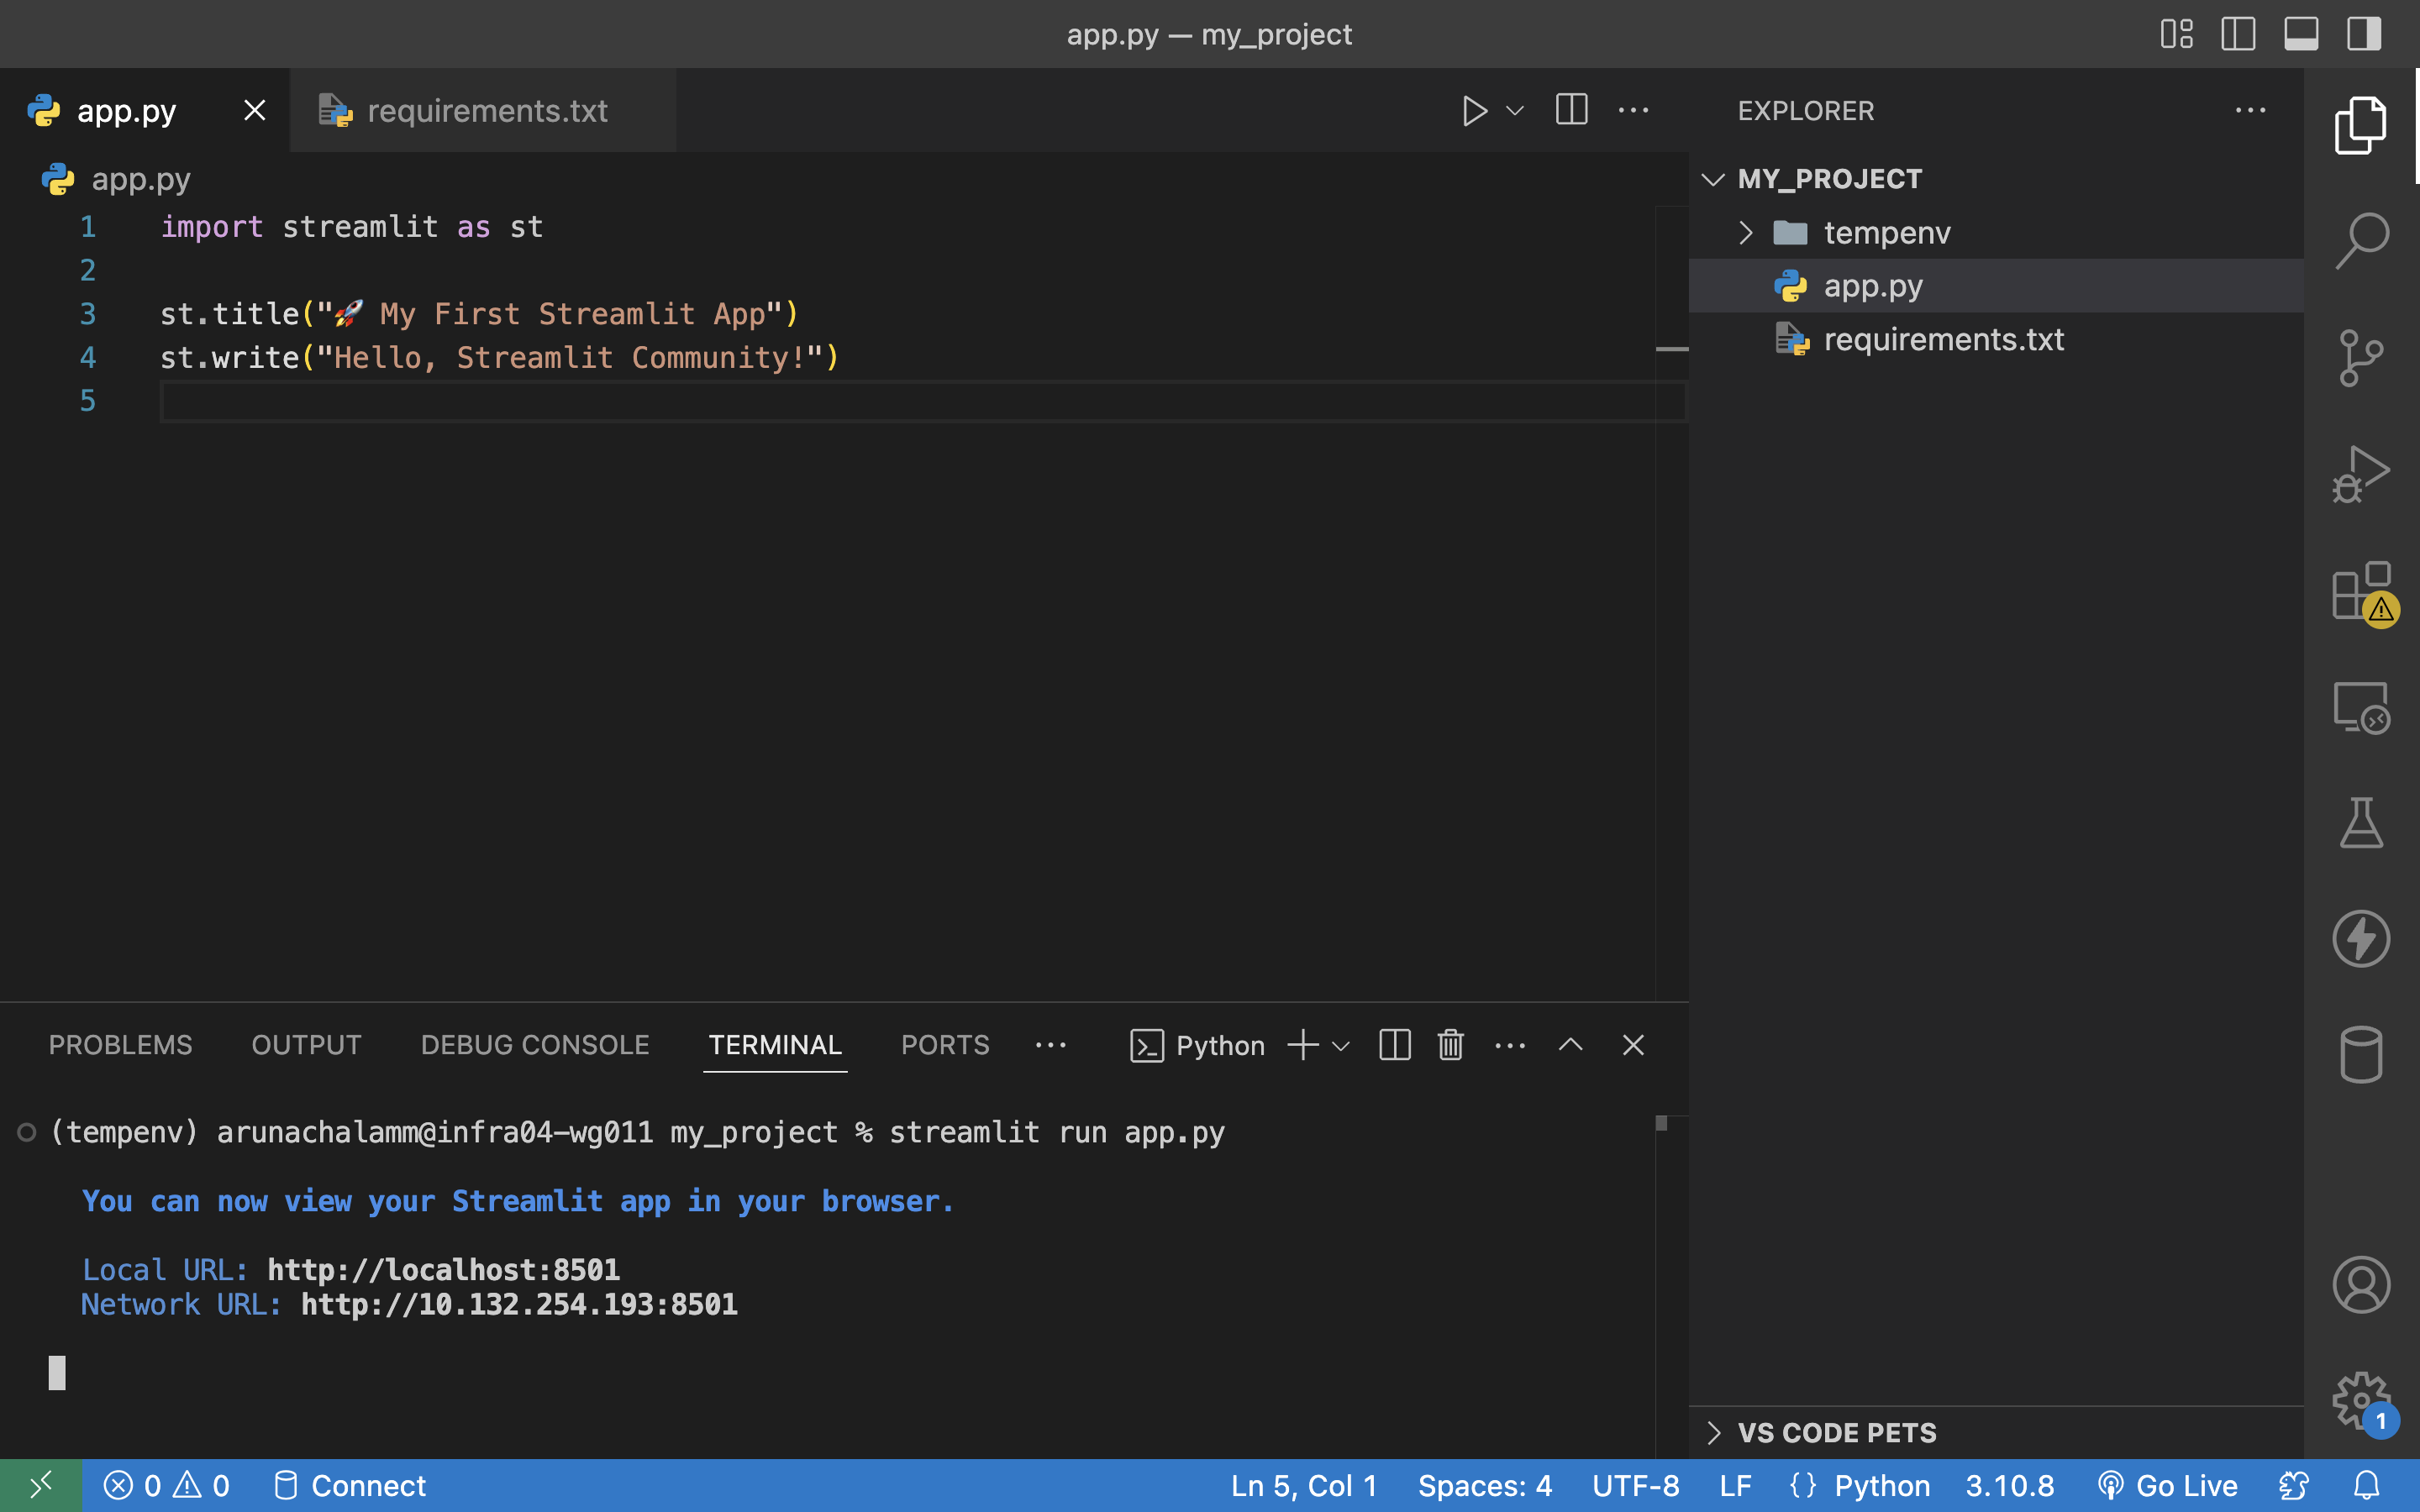 app.py — my_project
app.py
requirements.txt
EXPLORER
MY_PROJECT
tempenv
app.py
requirements.txt
app.py
1 import streamlit as st
2
3 st.title("🚀 My First Streamlit App")
4 st.write("Hello, Streamlit Community!")
5
PROBLEMS OUTPUT DEBUG CONSOLE TERMINAL PORTS Python
(tempenv) arunachalamm@infra04-wg011 my_project % streamlit run app.py
You can now view your Streamlit app in your browser.
Local URL: http://localhost:8501
Network URL: http://10.132.254.193:8501
VS CODE PETS
1
0 0 Connect Ln 5, Col 1 Spaces: 4 UTF-8 LF {} Python 3.10.8 Go Live